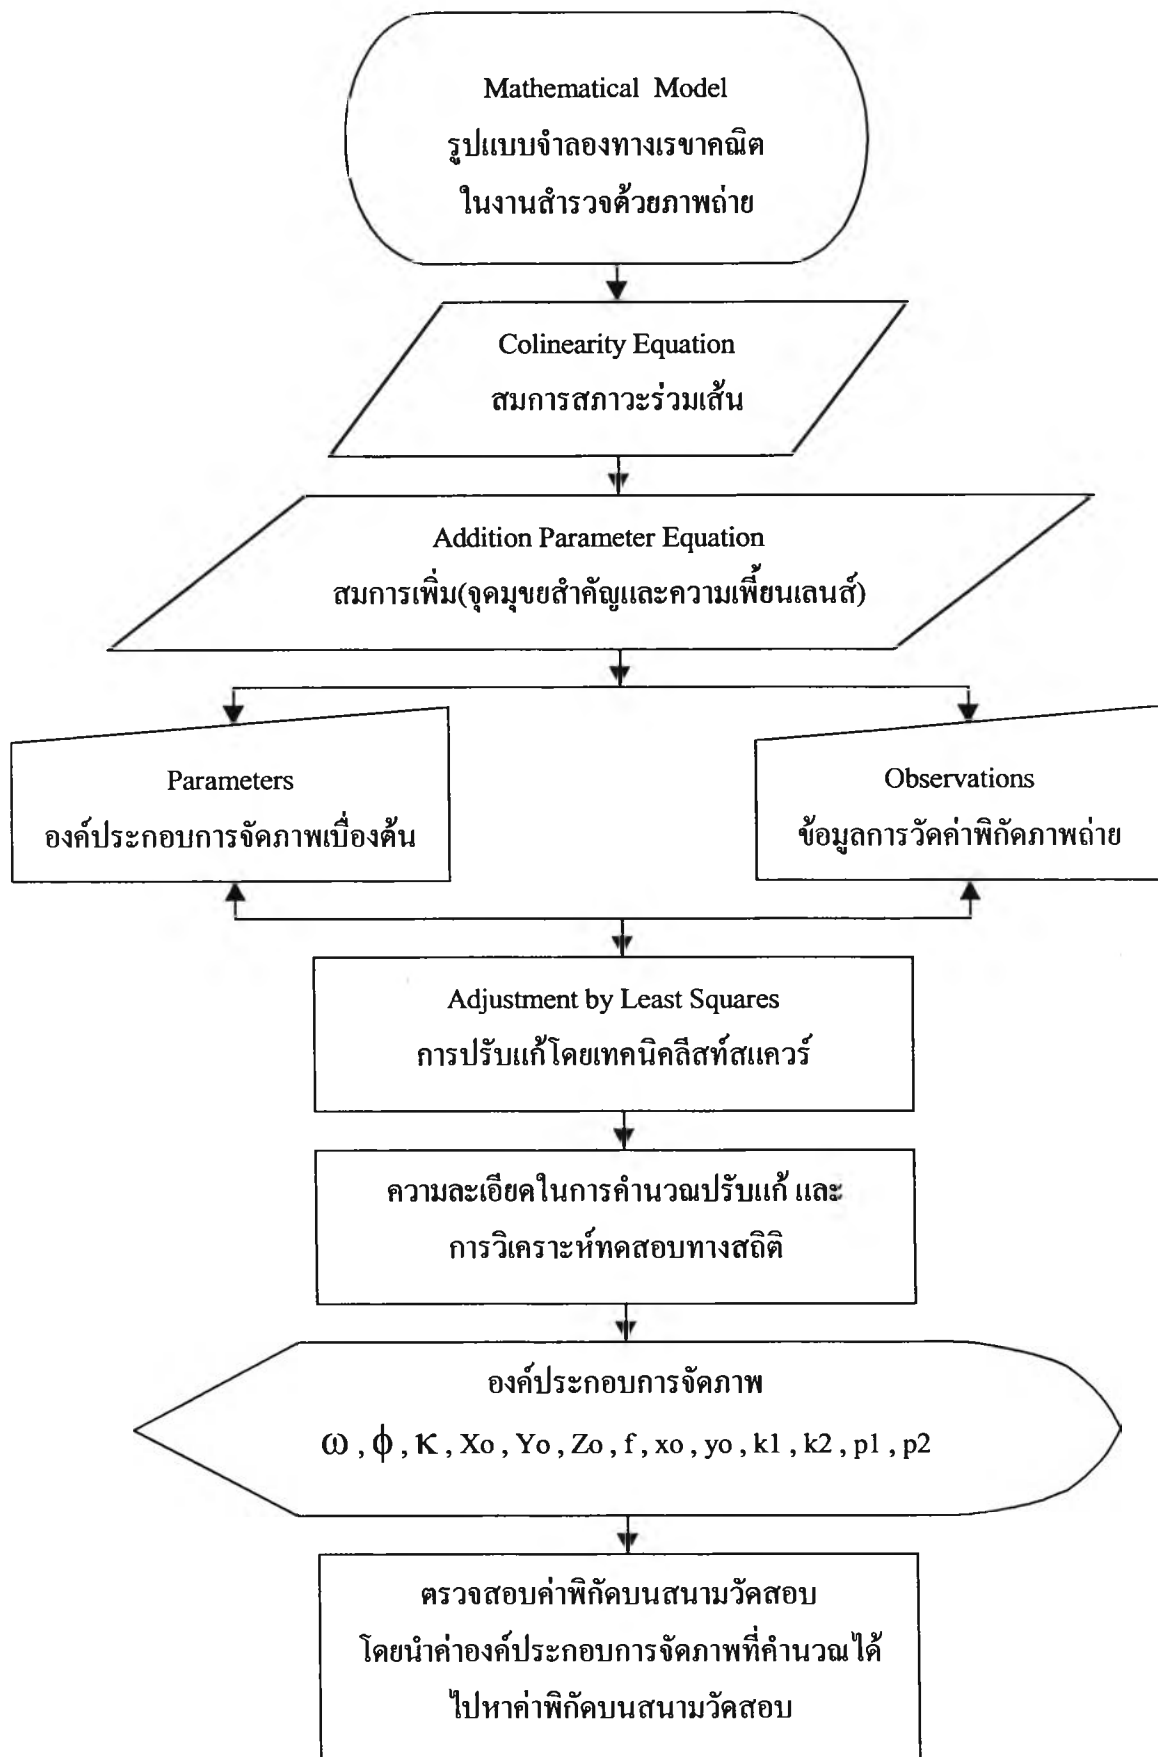 Mathematical Model
รูปแบบจำลองทางเรขาคณิต
ในงานสำรวจด้วยภาพถ่าย
Colinearity Equation
สมการสภาวะร่วมเส้น
Addition Parameter Equation
สมการเพิ่ม(จุดมุขยสำคัญและความเพี้ยนเลนส์)
Parameters
องค์ประกอบการจัดภาพเบื่องต้น
Observations
ข้อมูลการวัดค่าพิกัดภาพถ่าย
Adjustment by Least Squares
การปรับแก้โดยเทคนิคลีสท์สแควร์
ความละเอียดในการคำนวณปรับแก้ และ
การวิเคราะห์ทดสอบทางสถิติ
องค์ประกอบการจัดภาพ
ω , ϕ , κ , Xo , Yo , Zo , f , xo , yo , k1 , k2 , p1 , p2
ตรวจสอบค่าพิกัดบนสนามวัดสอบ
โดยนำค่าองค์ประกอบการจัดภาพที่คำนวณได้
ไปหาค่าพิกัดบนสนามวัดสอบ